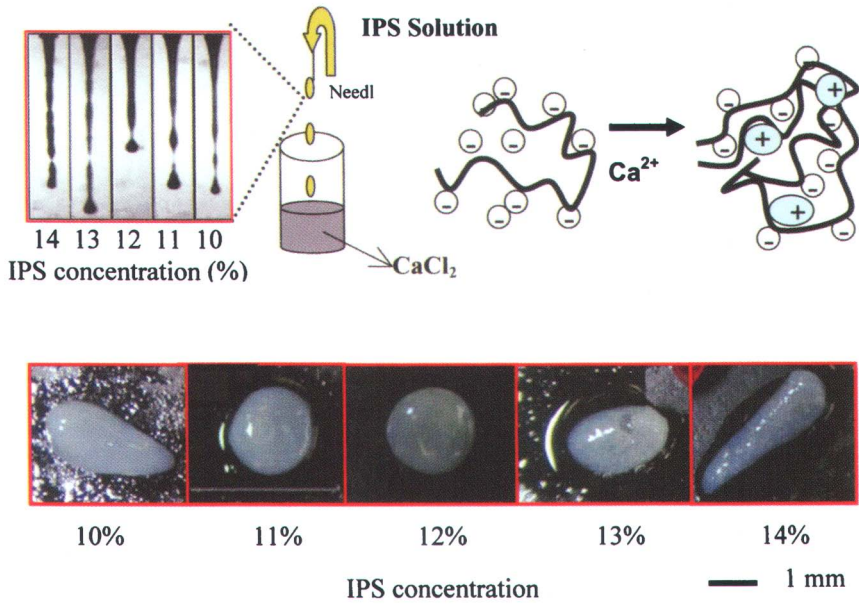 IPS Solution
Needl
14 13 12 11 10
IPS concentration (%)
CaCl₂
- - - - - - - - -
Ca²⁺
+ + +
- - - - - - - -
10% 11% 12% 13% 14%
IPS concentration
1 mm